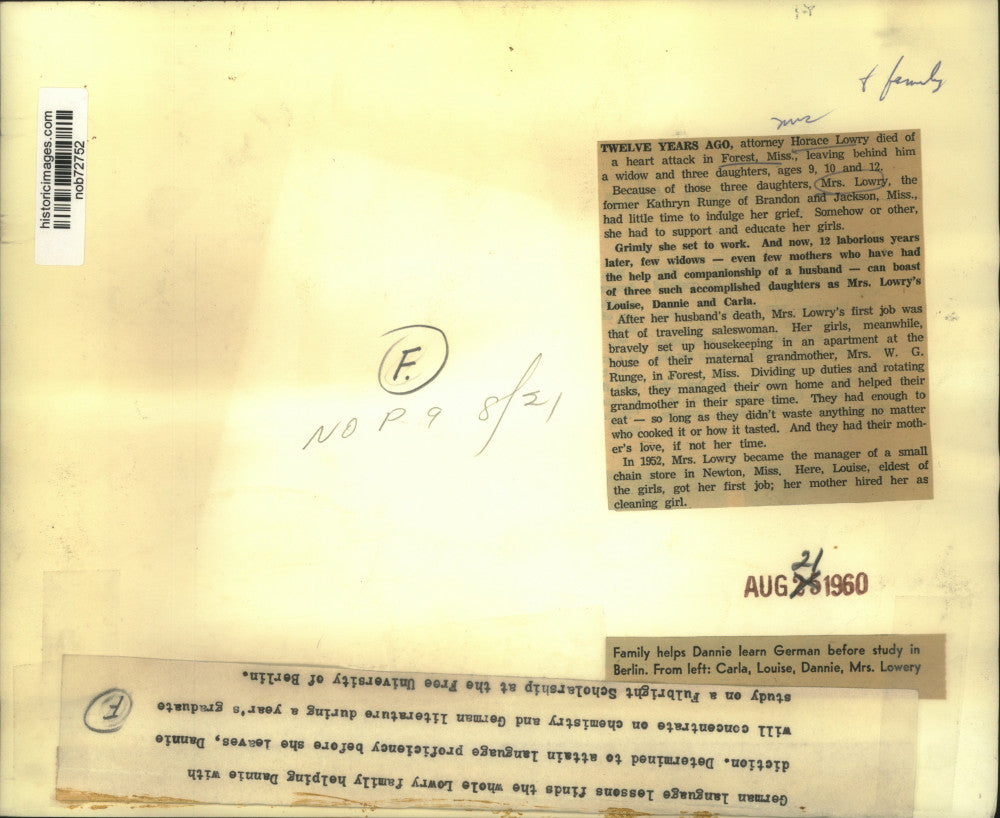 & family
mrs
historicimages.com
nob72752
TWELVE YEARS AGO, attorney Horace Lowry died of
a heart attack in Forest, Miss., leaving behind him
a widow and three daughters, ages 9, 10 and 12.
Because of those three daughters, Mrs. Lowry, the
former Kathryn Runge of Brandon and Jackson, Miss.,
had little time to indulge her grief. Somehow or other,
she had to support and educate her girls.
Grimly she set to work. And now, 12 laborious years
later, few widows — even few mothers who have had
the help and companionship of a husband — can boast
of three such accomplished daughters as Mrs. Lowry's
Louise, Dannie and Carla.
After her husband's death, Mrs. Lowry's first job was
that of traveling saleswoman. Her girls, meanwhile,
bravely set up housekeeping in an apartment at the
house of their maternal grandmother, Mrs. W. G.
Runge, in Forest, Miss. Dividing up duties and rotating
tasks, they managed their own home and helped their
grandmother in their spare time. They had enough to
eat — so long as they didn't waste anything no matter
who cooked it or how it tasted. And they had their moth-
er's love, if not her time.
In 1952, Mrs. Lowry became the manager of a small
chain store in Newton, Miss. Here, Louise, eldest of
the girls, got her first job; her mother hired her as
cleaning girl.
F.
NO P 9 8/21
21
AUG 1960
Family helps Dannie learn German before study in
Berlin. From left: Carla, Louise, Dannie, Mrs. Lowery
German language lessons finds the whole Lowry family helping Dannie with
diction. Determined to attain language proficiency before she leaves, Dannie
will concentrate on chemistry and German literature during a year's graduate
study on a Fulbright Scholarship at the Free University of Berlin.
F